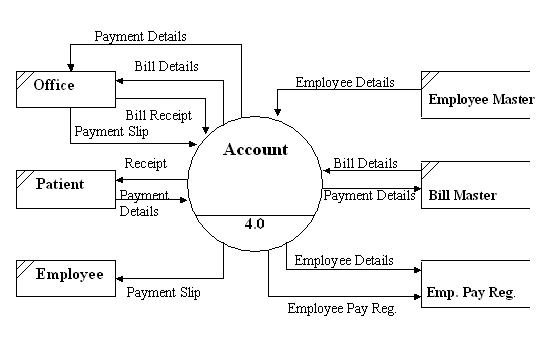 Payment Details
Bill Details
Office
Employee Details
Employee Master
Bill Receipt
Payment Slip
Account
Receipt
Bill Details
Patient
Payment
Details
Payment Details
Bill Master
4.0
Employee
Employee Details
Payment Slip
Emp. Pay Reg.
Employee Pay Reg.